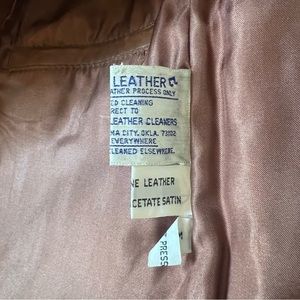 LEATHER
ATHER PROCESS ONLY
ED CLEANING
RECT TO
LEATHER CLEANERS
MA CITY, OKLA. 73102
EVERYWHERE
LEANED ELSEWHERE.
NE LEATHER
CETATE SATIN
PRESS